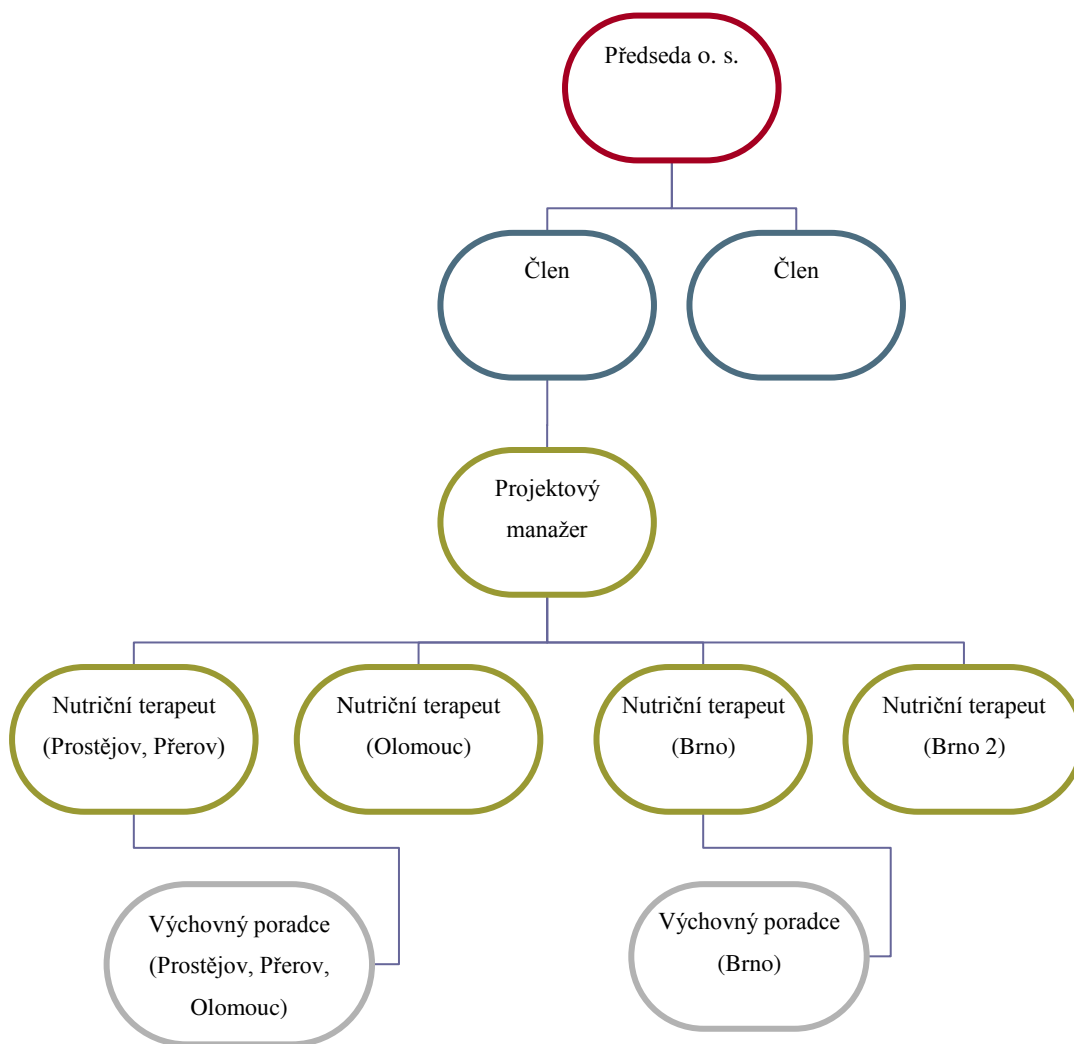 Předseda o. s.
Člen
Člen
Projektový
manažer
Nutriční terapeut
(Prostějov, Přerov)
Nutriční terapeut
(Olomouc)
Nutriční terapeut
(Brno)
Nutriční terapeut
(Brno 2)
Výchovný poradce
(Prostějov, Přerov,
Olomouc)
Výchovný poradce
(Brno)